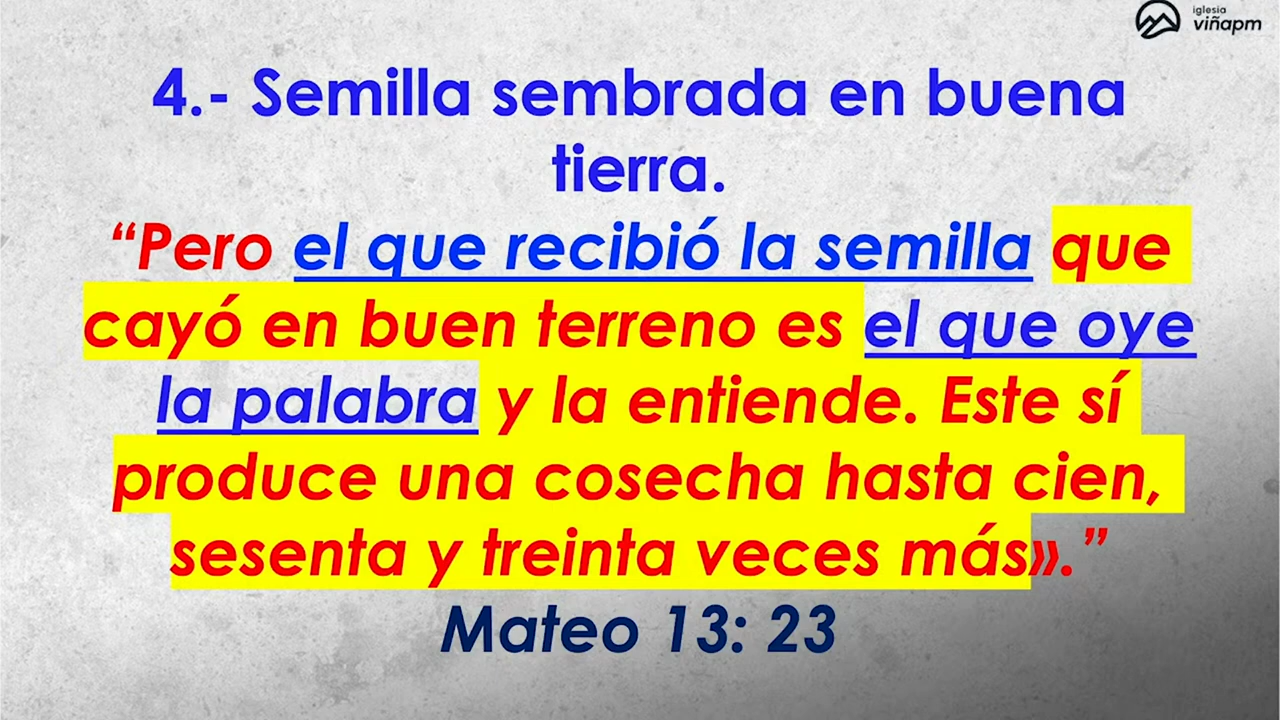 iglesia
viñapm
4.- Semilla sembrada en buena
tierra.
“Pero el que recibió la semilla que
cayó en buen terreno es el que oye
la palabra y la entiende. Este sí
produce una cosecha hasta cien,
sesenta y treinta veces más».”
Mateo 13: 23